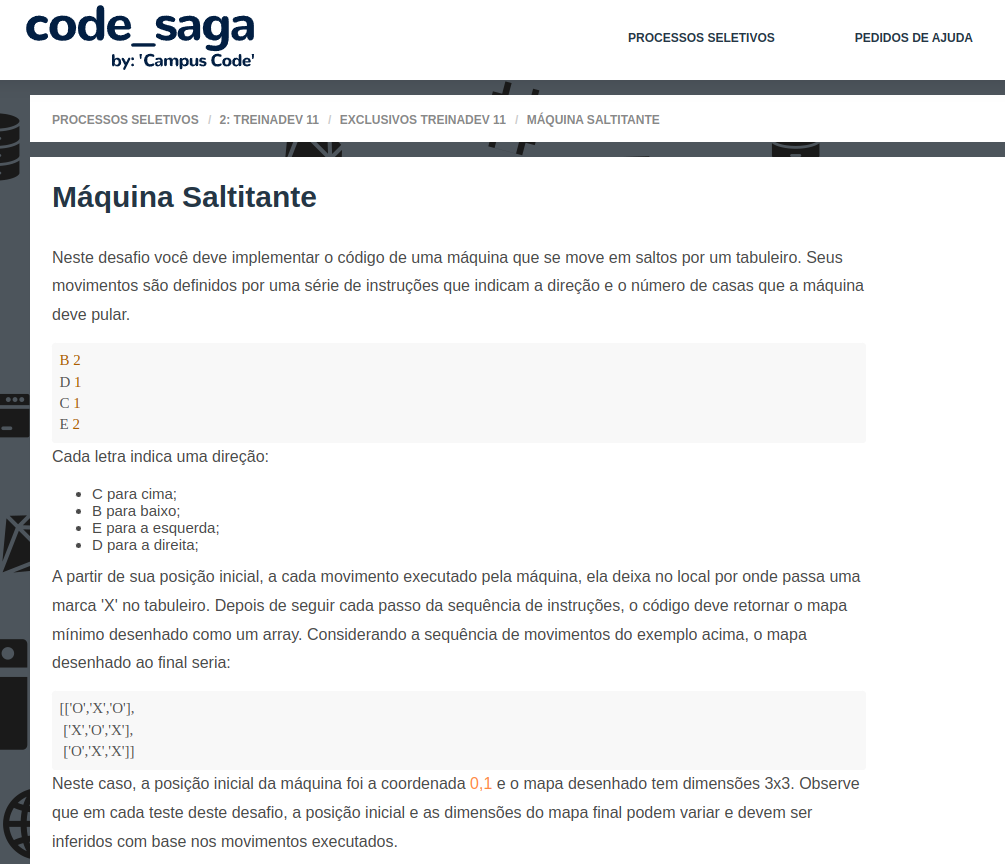 code_saga
by: 'Campus Code'
PROCESSOS SELETIVOS
PEDIDOS DE AJUDA
PROCESSOS SELETIVOS / 2: TREINADEV 11 / EXCLUSIVOS TREINADEV 11 / MÁQUINA SALTITANTE
Máquina Saltitante
Neste desafio você deve implementar o código de uma máquina que se move em saltos por um tabuleiro. Seus
movimentos são definidos por uma série de instruções que indicam a direção e o número de casas que a máquina
deve pular.
B 2
D 1
C 1
E 2
Cada letra indica uma direção:
• C para cima;
• B para baixo;
• E para a esquerda;
• D para a direita;
A partir de sua posição inicial, a cada movimento executado pela máquina, ela deixa no local por onde passa uma
marca 'X' no tabuleiro. Depois de seguir cada passo da sequência de instruções, o código deve retornar o mapa
mínimo desenhado como um array. Considerando a sequência de movimentos do exemplo acima, o mapa
desenhado ao final seria:
[['O','X','O'],
['X','O','X'],
['O','X','X']]
Neste caso, a posição inicial da máquina foi a coordenada 0,1 e o mapa desenhado tem dimensões 3x3. Observe
que em cada teste deste desafio, a posição inicial e as dimensões do mapa final podem variar e devem ser
inferidos com base nos movimentos executados.